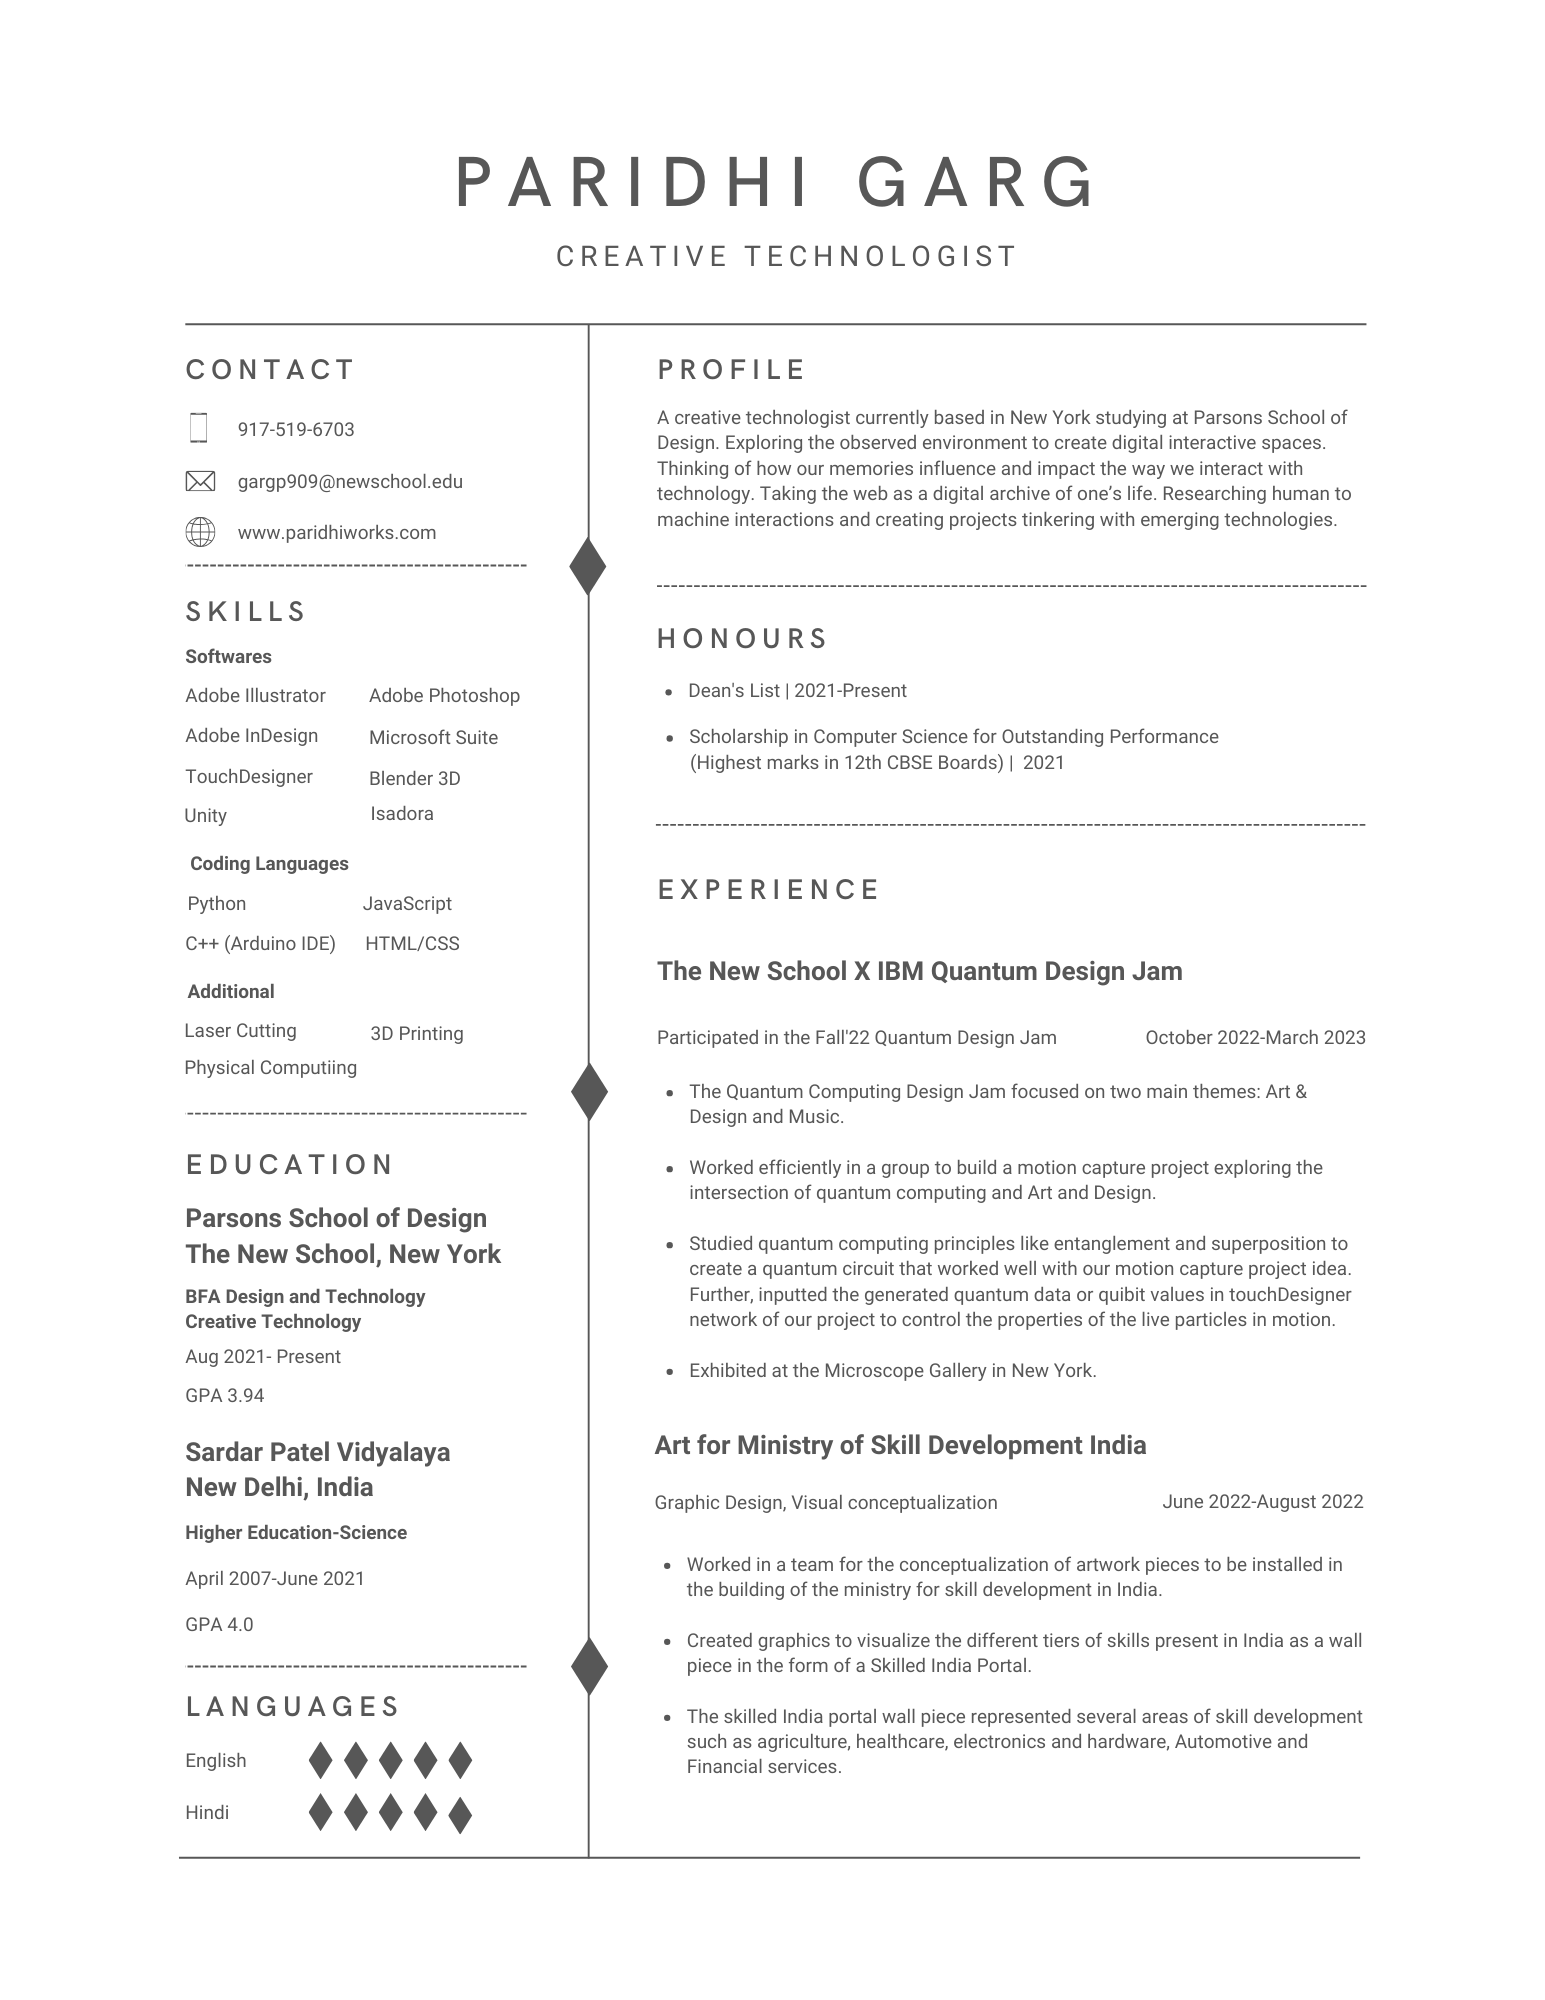 PARIDHI GARG
CREATIVE TECHNOLOGIST
CONTACT
917-519-6703
gargp909@newschool.edu
www.paridhiworks.com
SKILLS
Softwares
Adobe Illustrator Adobe Photoshop
Adobe InDesign Microsoft Suite
TouchDesigner Blender 3D
Unity Isadora
Coding Languages
Python JavaScript
C++ (Arduino IDE) HTML/CSS
Additional
Laser Cutting 3D Printing
Physical Computiing
EDUCATION
Parsons School of Design
The New School, New York
BFA Design and Technology
Creative Technology
Aug 2021- Present
GPA 3.94
Sardar Patel Vidyalaya
New Delhi, India
Higher Education-Science
April 2007-June 2021
GPA 4.0
LANGUAGES
English
Hindi
PROFILE
A creative technologist currently based in New York studying at Parsons School of
Design. Exploring the observed environment to create digital interactive spaces.
Thinking of how our memories influence and impact the way we interact with
technology. Taking the web as a digital archive of one's life. Researching human to
machine interactions and creating projects tinkering with emerging technologies.
HONOURS
• Dean's List | 2021-Present
• Scholarship in Computer Science for Outstanding Performance
(Highest marks in 12th CBSE Boards) | 2021
EXPERIENCE
The New School X IBM Quantum Design Jam
Participated in the Fall'22 Quantum Design Jam October 2022-March 2023
• The Quantum Computing Design Jam focused on two main themes: Art &
Design and Music.
• Worked efficiently in a group to build a motion capture project exploring the
intersection of quantum computing and Art and Design.
• Studied quantum computing principles like entanglement and superposition to
create a quantum circuit that worked well with our motion capture project idea.
Further, inputted the generated quantum data or quibit values in touchDesigner
network of our project to control the properties of the live particles in motion.
• Exhibited at the Microscope Gallery in New York.
Art for Ministry of Skill Development India
Graphic Design, Visual conceptualization June 2022-August 2022
• Worked in a team for the conceptualization of artwork pieces to be installed in
the building of the ministry for skill development in India.
• Created graphics to visualize the different tiers of skills present in India as a wall
piece in the form of a Skilled India Portal.
• The skilled India portal wall piece represented several areas of skill development
such as agriculture, healthcare, electronics and hardware, Automotive and
Financial services.